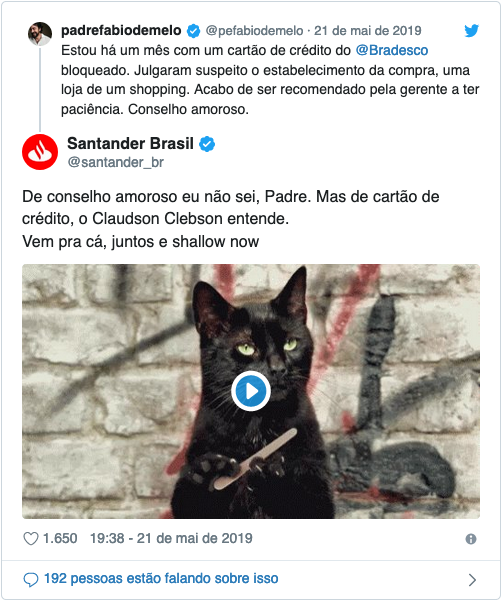 padrefabiodemelo @pefabiodemelo · 21 de mai de 2019
Estou há um mês com um cartão de crédito do @Bradesco
bloqueado. Julgaram suspeito o estabelecimento da compra, uma
loja de um shopping. Acabo de ser recomendado pela gerente a ter
paciência. Conselho amoroso.
Santander Brasil
@santander_br
De conselho amoroso eu não sei, Padre. Mas de cartão de
crédito, o Claudson Clebson entende.
Vem pra cá, juntos e shallow now
1.650 19:38 - 21 de mai de 2019
192 pessoas estão falando sobre isso